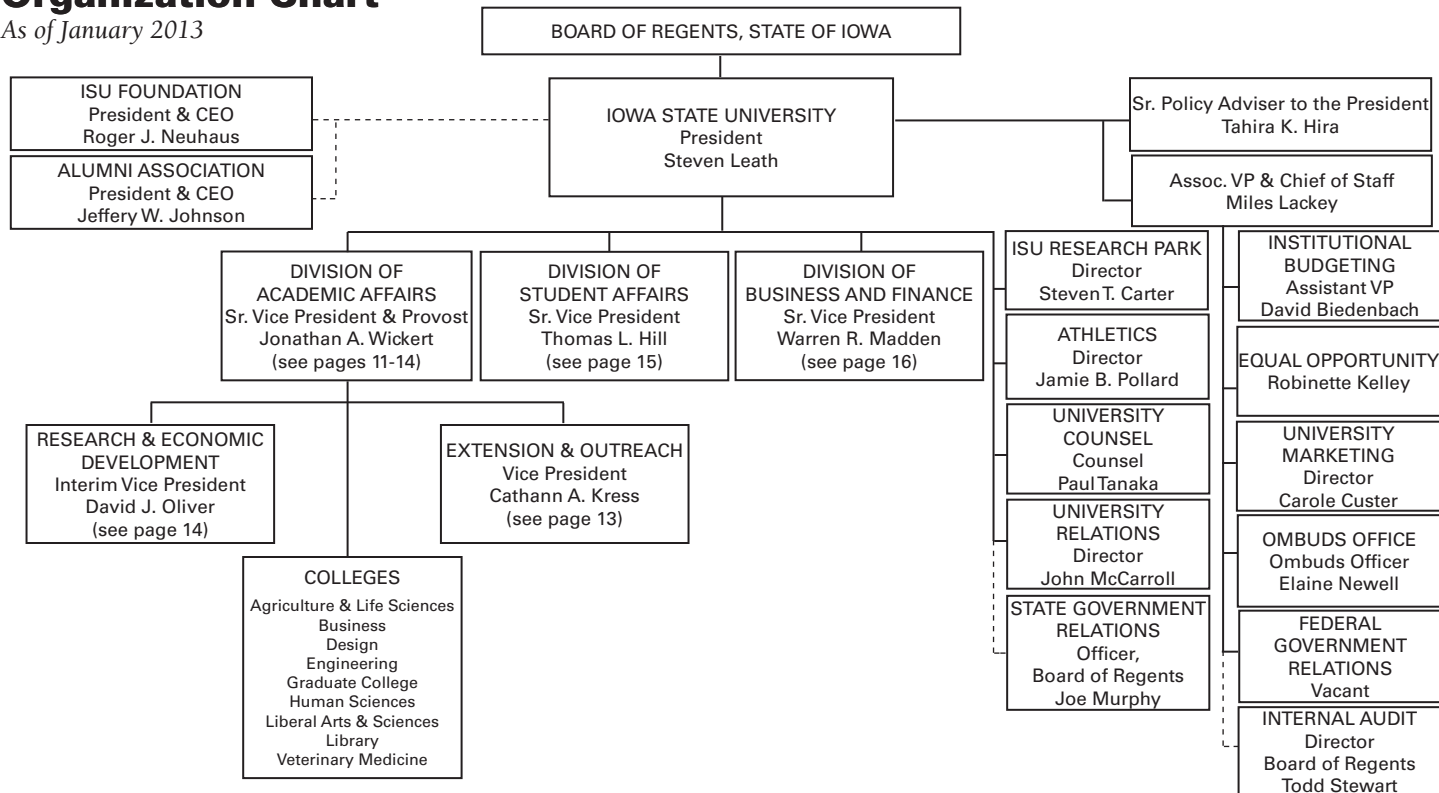 Organization Chart
As of January 2013
BOARD OF REGENTS, STATE OF IOWA
ISU FOUNDATION
President & CEO
Roger J. Neuhaus
ALUMNI ASSOCIATION
President & CEO
Jeffery W. Johnson
IOWA STATE UNIVERSITY
President
Steven Leath
Sr. Policy Adviser to the President
Tahira K. Hira
Assoc. VP & Chief of Staff
Miles Lackey
DIVISION OF
ACADEMIC AFFAIRS
Sr. Vice President & Provost
Jonathan A. Wickert
(see pages 11-14)
DIVISION OF
STUDENT AFFAIRS
Sr. Vice President
Thomas L. Hill
(see page 15)
DIVISION OF
BUSINESS AND FINANCE
Sr. Vice President
Warren R. Madden
(see page 16)
RESEARCH & ECONOMIC
DEVELOPMENT
Interim Vice President
David J. Oliver
(see page 14)
EXTENSION & OUTREACH
Vice President
Cathann A. Kress
(see page 13)
COLLEGES
Agriculture & Life Sciences
Business
Design
Engineering
Graduate College
Human Sciences
Liberal Arts & Sciences
Library
Veterinary Medicine
ISU RESEARCH PARK
Director
Steven T. Carter
ATHLETICS
Director
Jamie B. Pollard
UNIVERSITY
COUNSEL
Counsel
Paul Tanaka
UNIVERSITY
RELATIONS
Director
John McCarroll
STATE GOVERNMENT
RELATIONS
Officer,
Board of Regents
Joe Murphy
INSTITUTIONAL
BUDGETING
Assistant VP
David Biedenbach
EQUAL OPPORTUNITY
Robinette Kelley
UNIVERSITY
MARKETING
Director
Carole Custer
OMBUDS OFFICE
Ombuds Officer
Elaine Newell
FEDERAL
GOVERNMENT
RELATIONS
Vacant
INTERNAL AUDIT
Director
Board of Regents
Todd Stewart